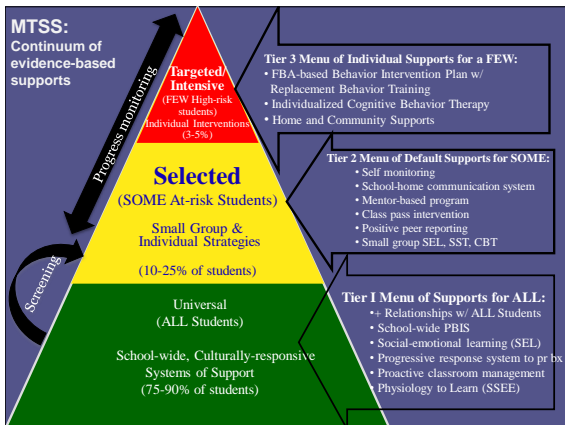 MTSS:
Continuum of
evidence-based
supports
Progress monitoring
Screening
Targeted/
Intensive
(FEW High-risk
students)
Individual Interventions
(3-5%)
Selected
(SOME At-risk Students)
Small Group &
Individual Strategies
(10-25% of students)
Universal
(ALL Students)
School-wide, Culturally-responsive
Systems of Support
(75-90% of students)
Tier 3 Menu of Individual Supports for a FEW:
• FBA-based Behavior Intervention Plan w/
Replacement Behavior Training
• Individualized Cognitive Behavior Therapy
• Home and Community Supports
Tier 2 Menu of Default Supports for SOME:
• Self monitoring
• School-home communication system
• Mentor-based program
• Class pass intervention
• Positive peer reporting
• Small group SEL, SST, CBT
Tier I Menu of Supports for ALL:
•+ Relationships w/ ALL Students
• School-wide PBIS
• Social-emotional learning (SEL)
• Progressive response system to pr bx
• Proactive classroom management
• Physiology to Learn (SSEE)